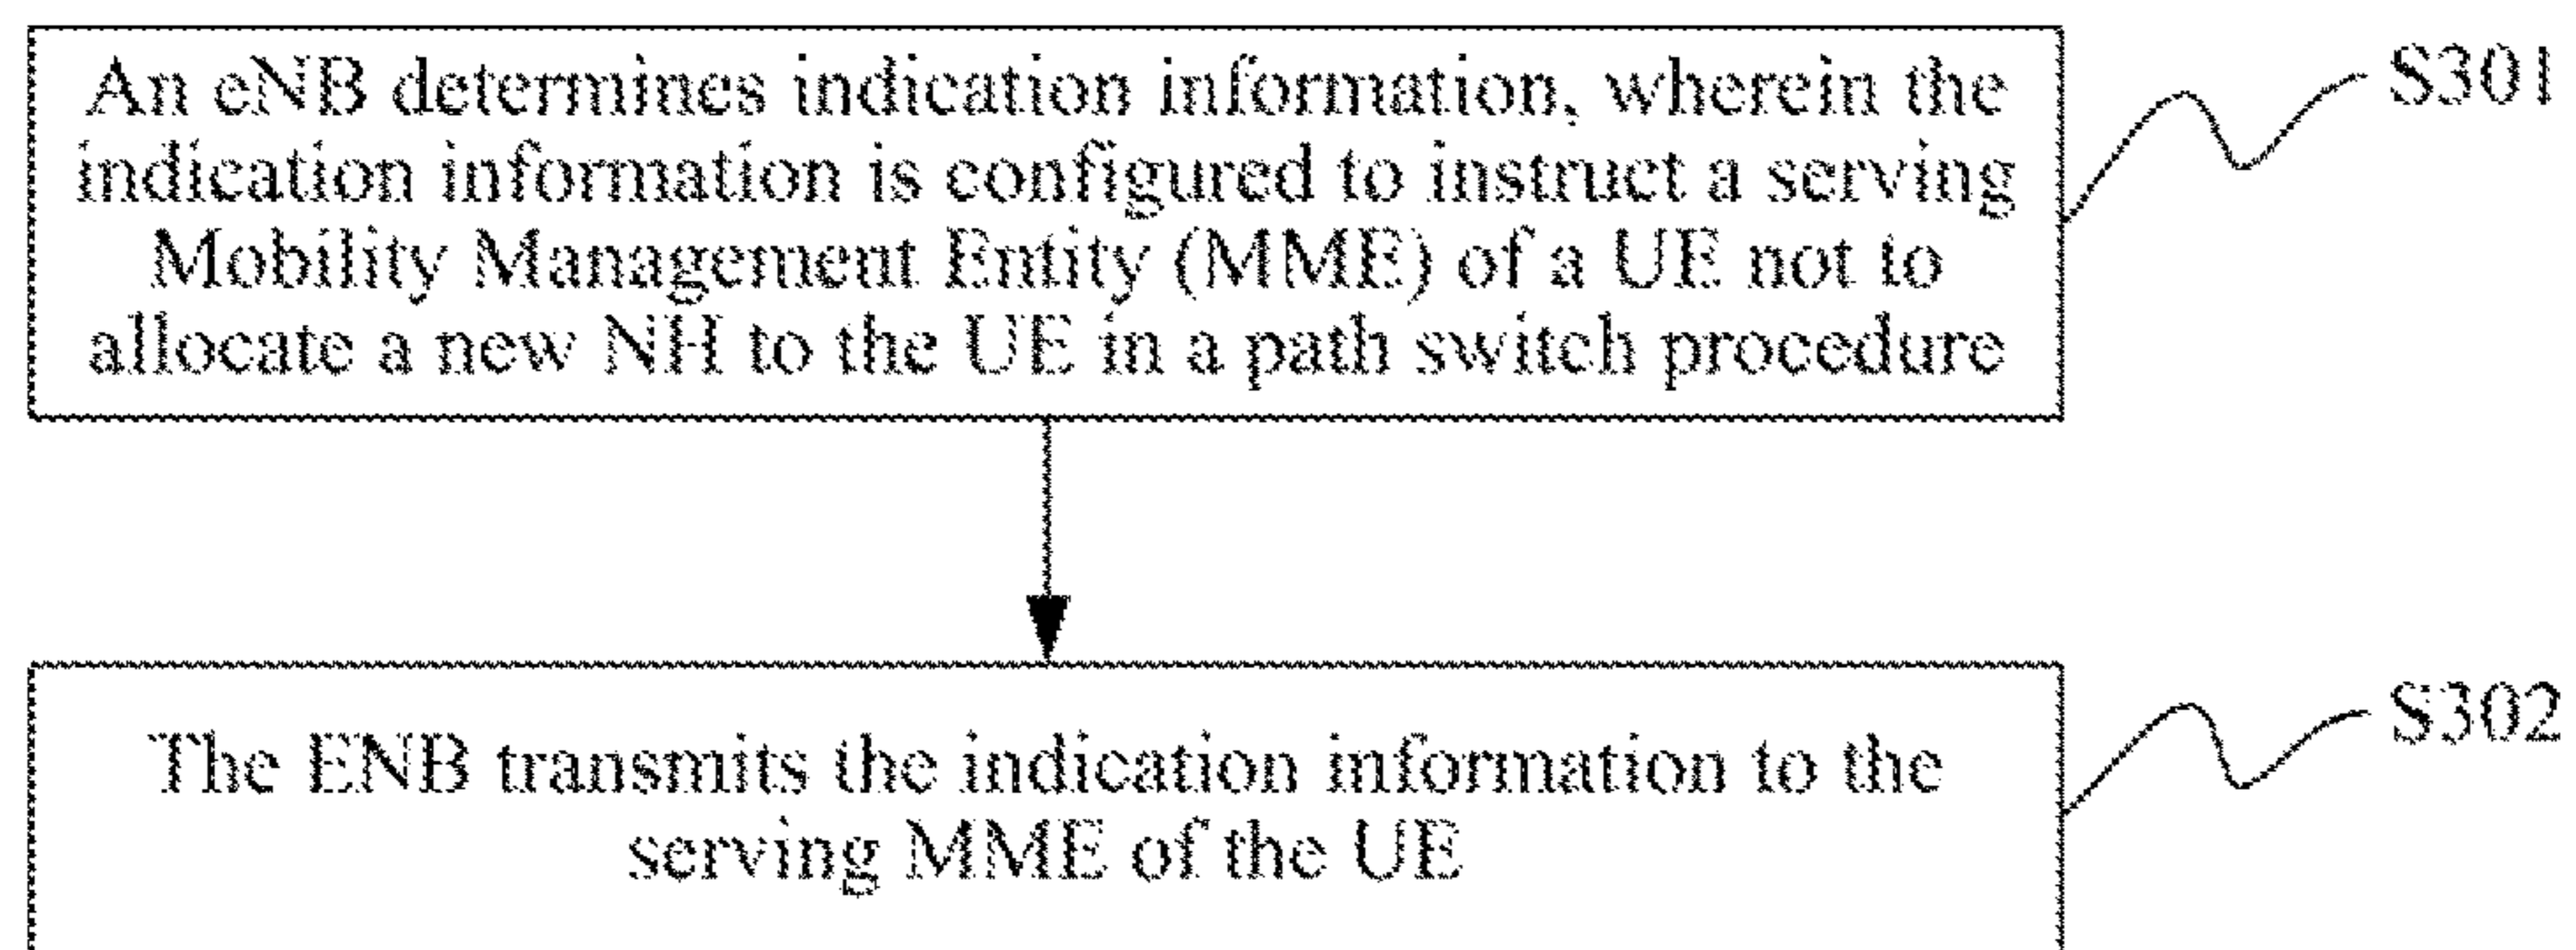 An eNB determines indication information, wherein the
indication information is configured to instruct a serving
Mobility Management Entity (MME) of a UE not to
allocate a new NH to the UE in a path switch procedure
S301
The ENB transmits the indication information to the
serving MME of the UE
S302